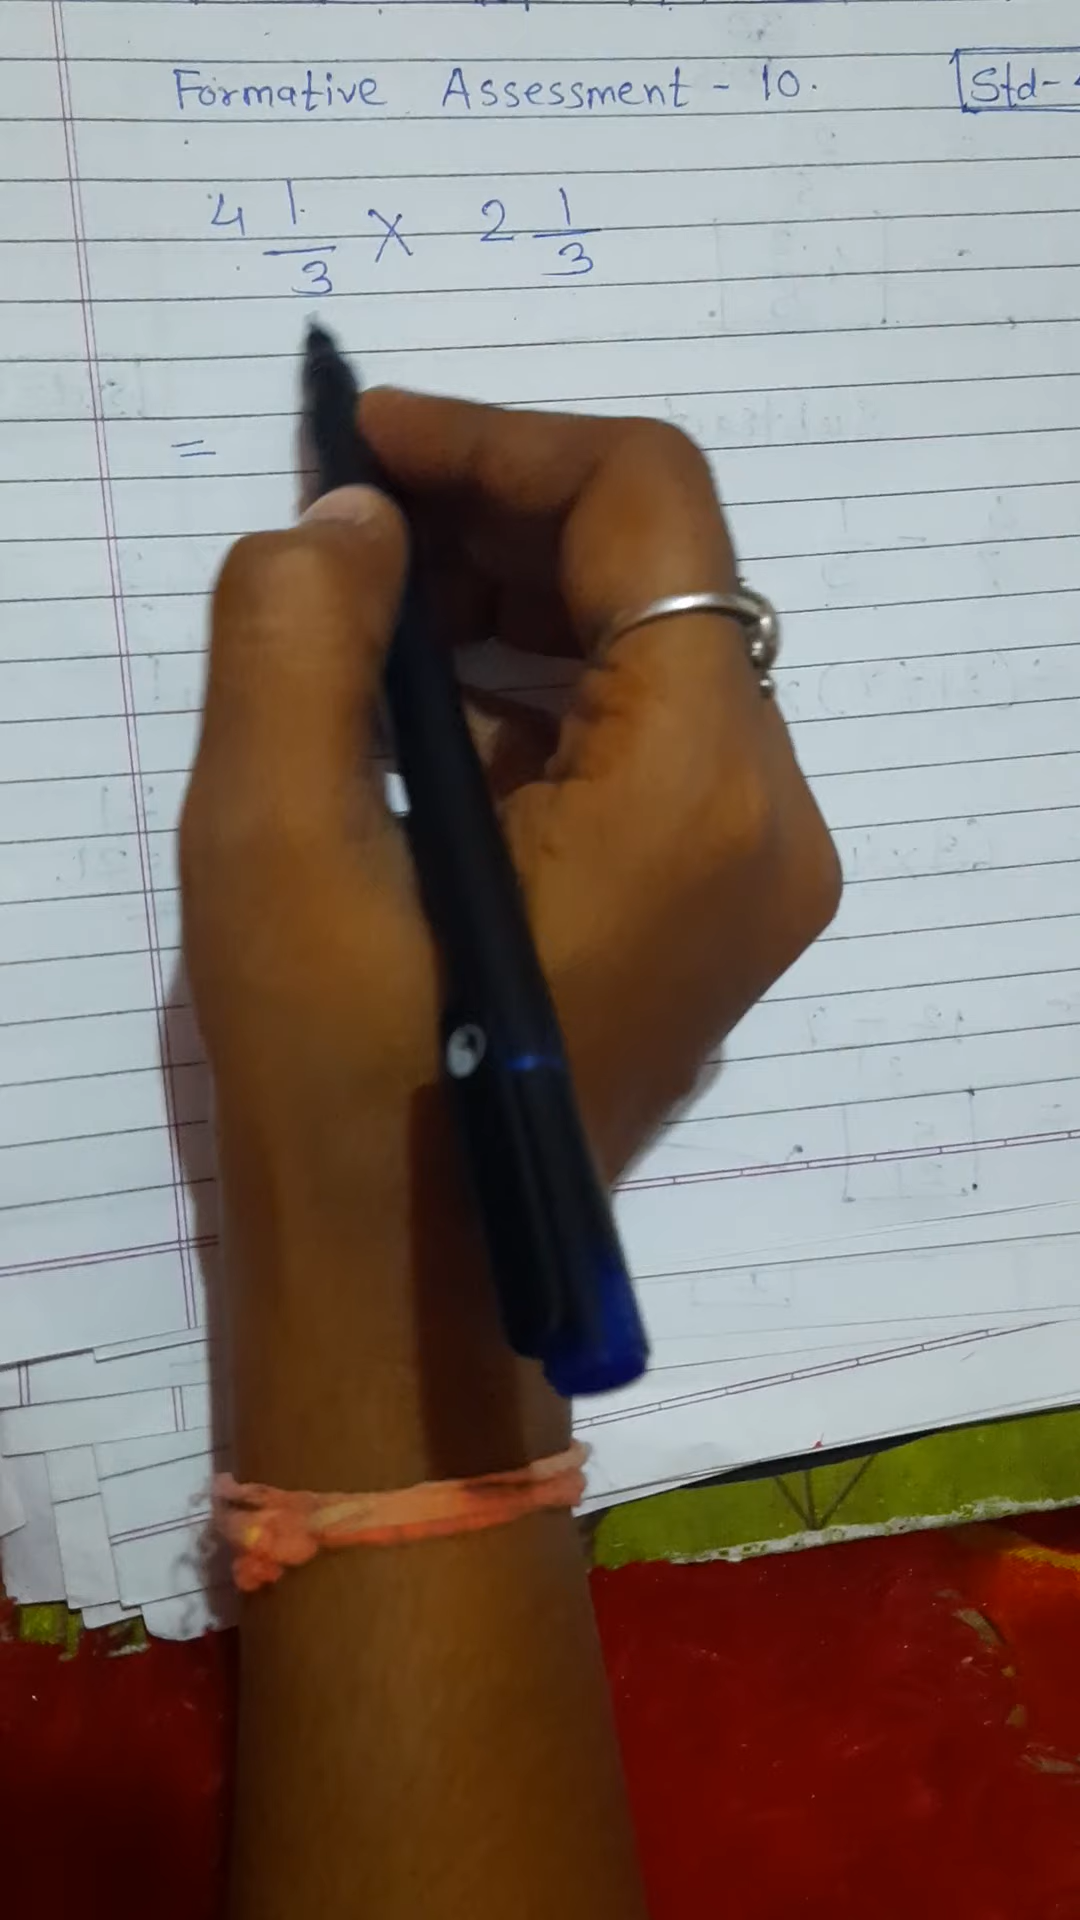 Formative Assessment - 10. Std-
4 1/3 X 2 1/3
=